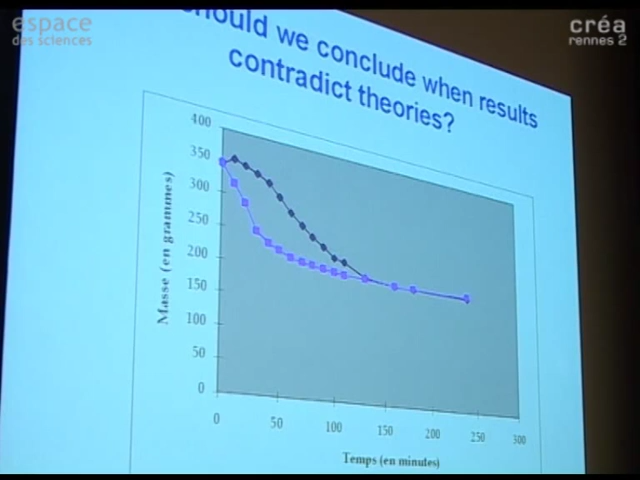 espace
des sciences
créa
rennes 2
hould we conclude when results
contradict theories?
400
350
300
250
200
150
100
50
0
0
50
100
150
200
250
300
Masse (en grammes)
Temps (en minutes)